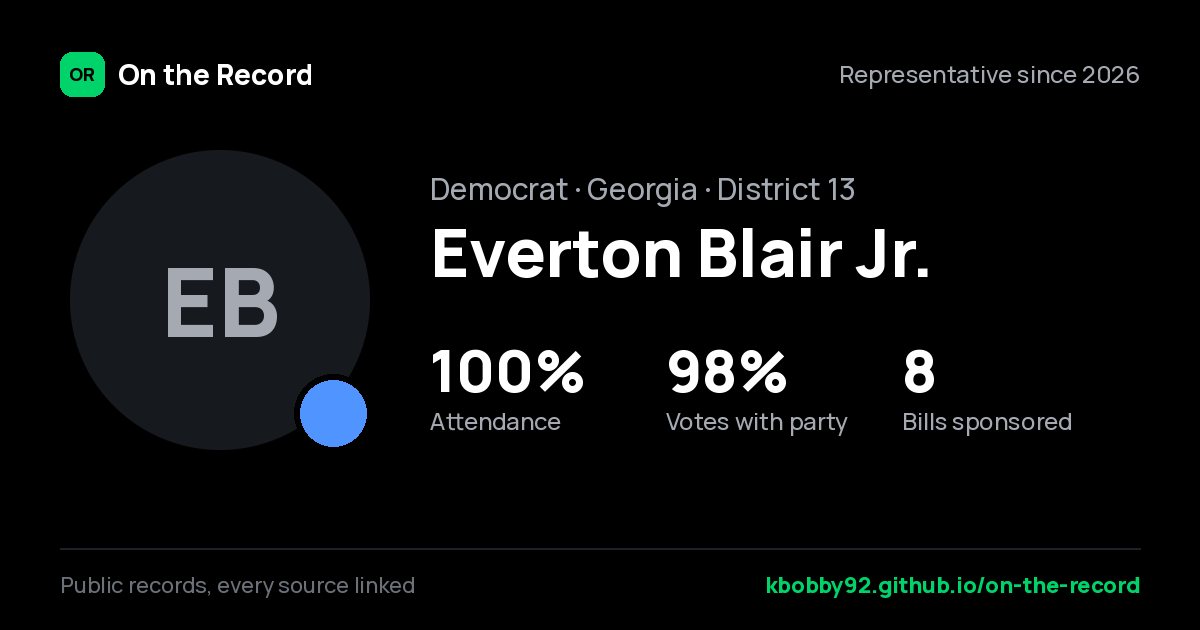 OR On the Record
Representative since 2026
Democrat · Georgia · District 13
EB
Everton Blair Jr.
100% 98% 8
Attendance Votes with party Bills sponsored
Public records, every source linked
kbobby92.github.io/on-the-record